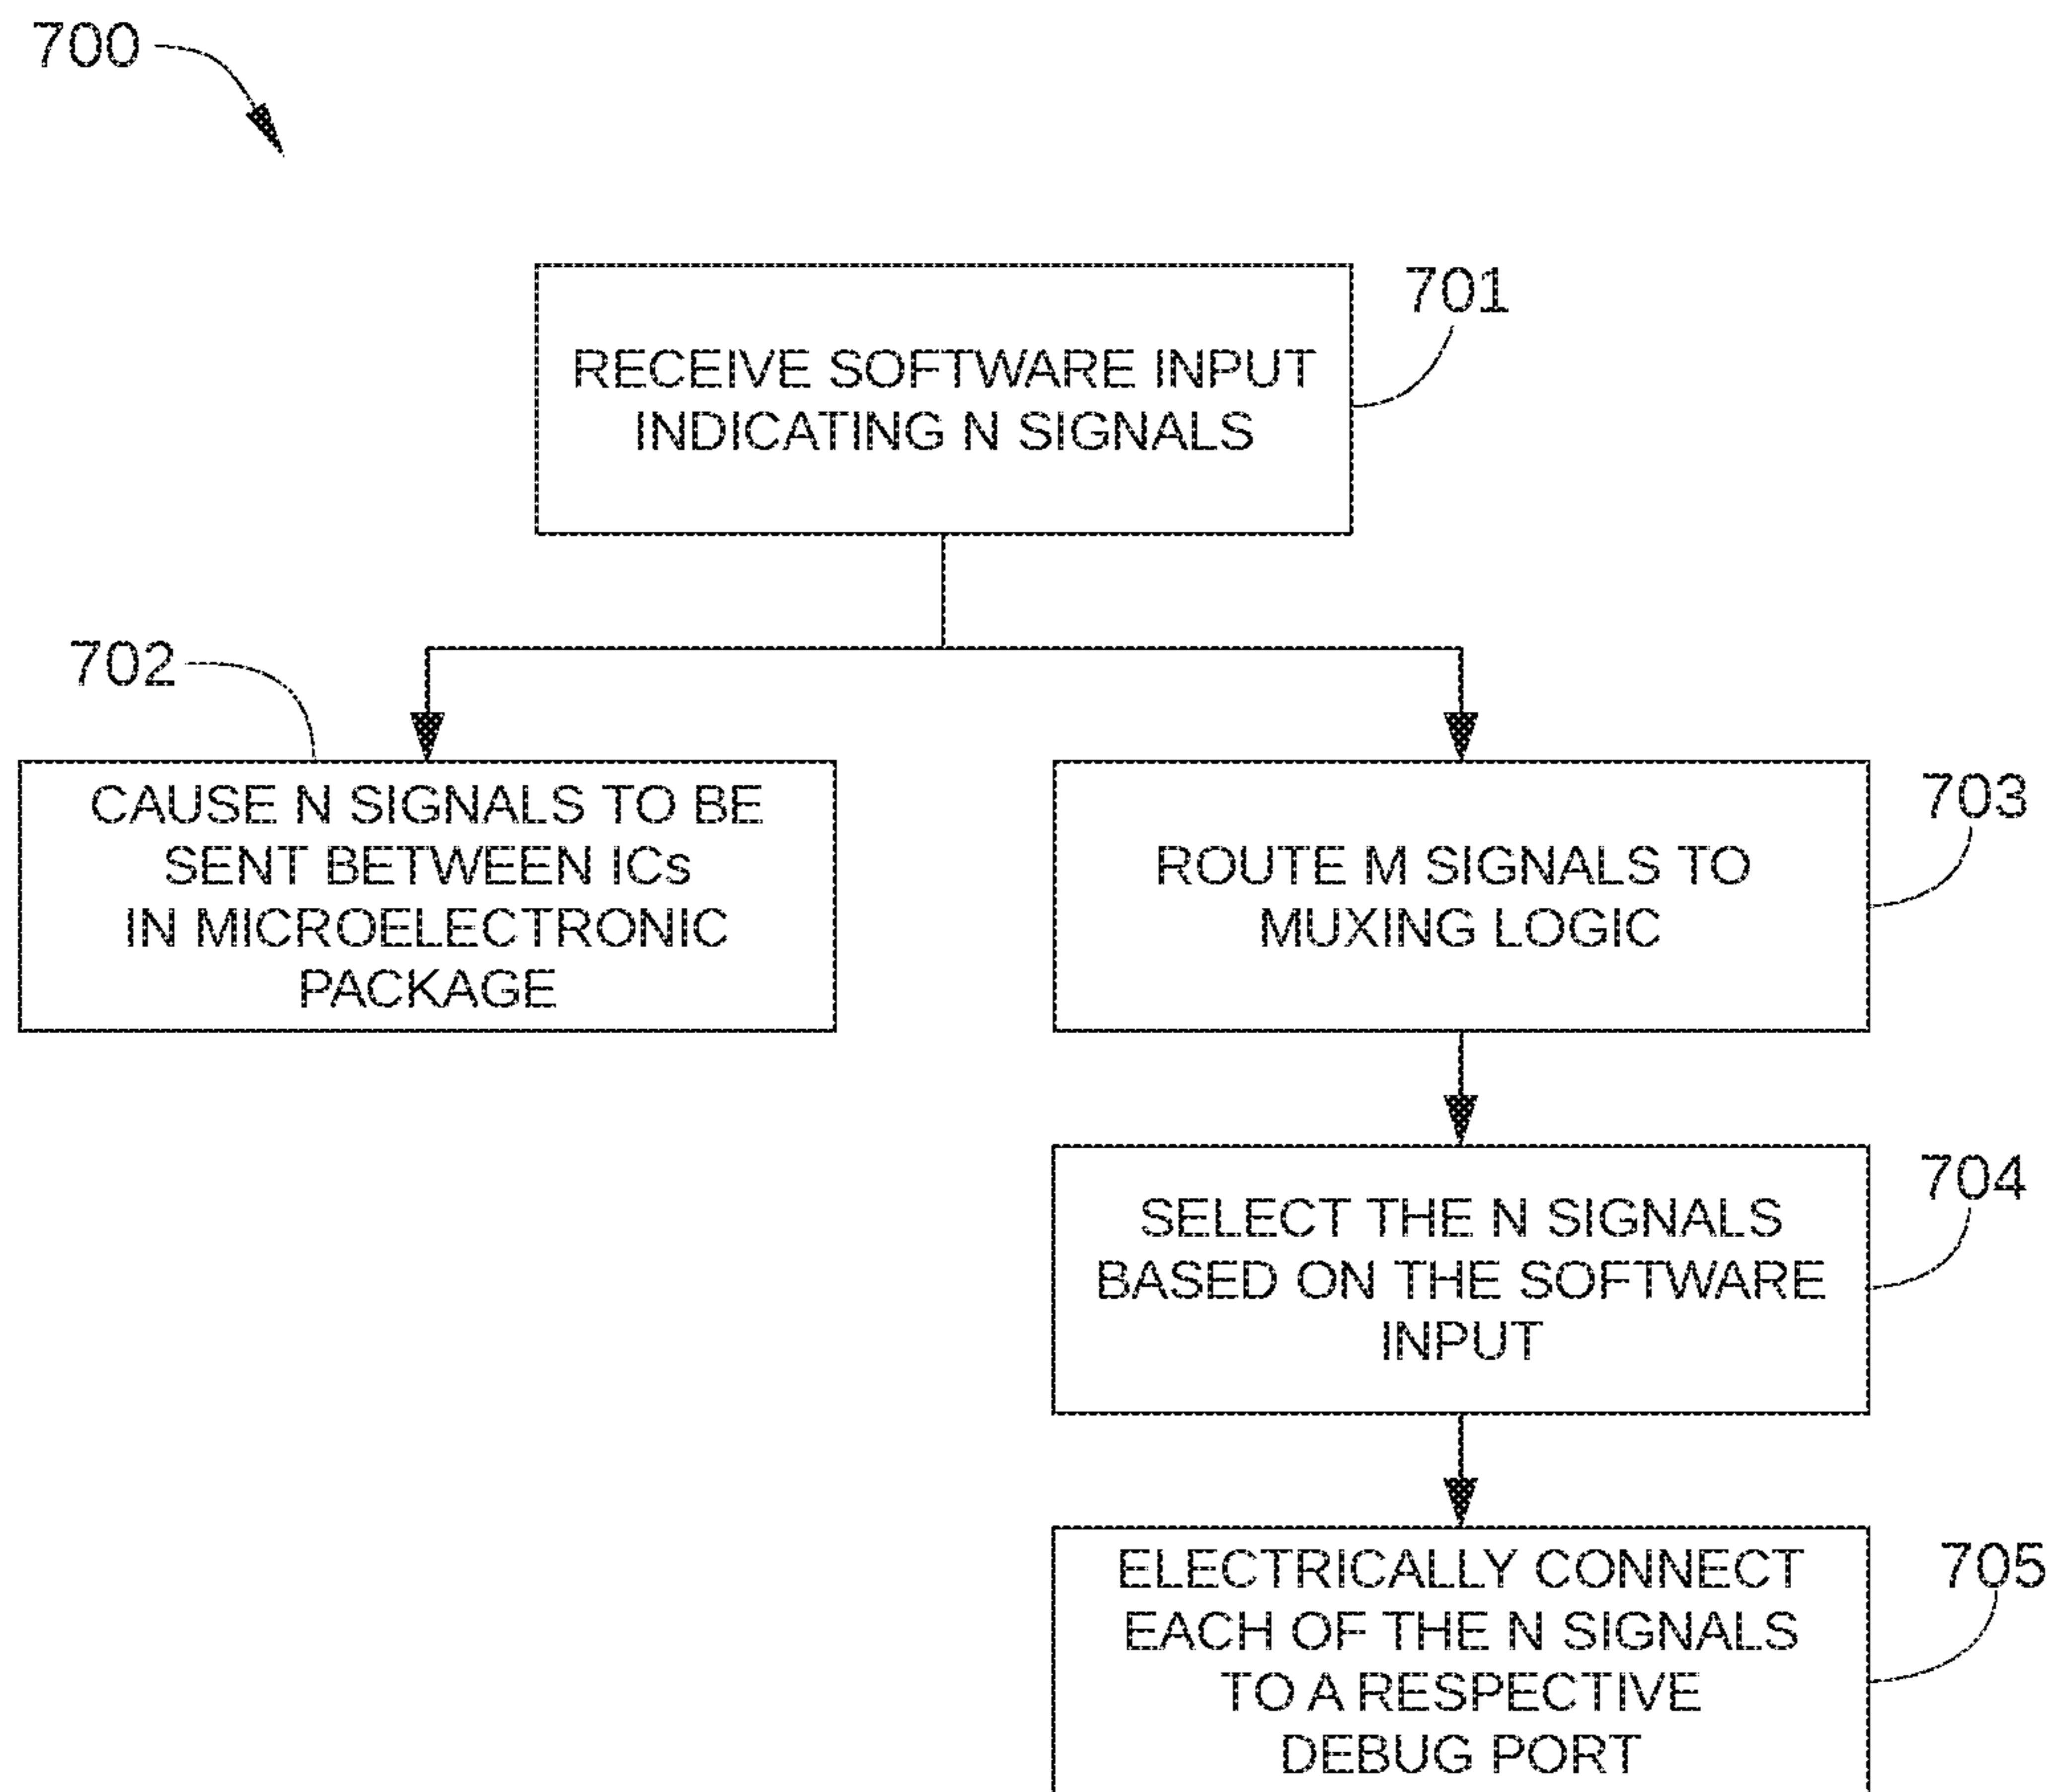 700
701
RECEIVE SOFTWARE INPUT
INDICATING N SIGNALS
702
CAUSE N SIGNALS TO BE
SENT BETWEEN ICs
IN MICROELECTRONIC
PACKAGE
703
ROUTE M SIGNALS TO
MUXING LOGIC
704
SELECT THE N SIGNALS
BASED ON THE SOFTWARE
INPUT
705
ELECTRICALLY CONNECT
EACH OF THE N SIGNALS
TO A RESPECTIVE
DEBUG PORT